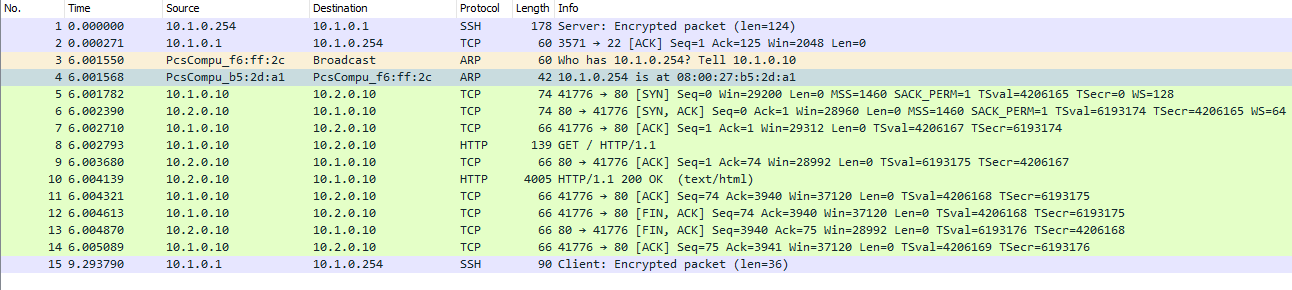 No. Time Source Destination Protocol Length Info
1 0.000000 10.1.0.254 10.1.0.1 SSH 178 Server: Encrypted packet (len=124)
2 0.000271 10.1.0.1 10.1.0.254 TCP 60 3571 → 22 [ACK] Seq=1 Ack=125 Win=2048 Len=0
3 6.001550 PcsCompu_f6:ff:2c Broadcast ARP 60 Who has 10.1.0.254? Tell 10.1.0.10
4 6.001568 PcsCompu_b5:2d:a1 PcsCompu_f6:ff:2c ARP 42 10.1.0.254 is at 08:00:27:b5:2d:a1
5 6.001782 10.1.0.10 10.2.0.10 TCP 74 41776 → 80 [SYN] Seq=0 Win=29200 Len=0 MSS=1460 SACK_PERM=1 TSval=4206165 TSecr=0 WS=128
6 6.002390 10.2.0.10 10.1.0.10 TCP 74 80 → 41776 [SYN, ACK] Seq=0 Ack=1 Win=28960 Len=0 MSS=1460 SACK_PERM=1 TSval=6193174 TSecr=4206165 WS=64
7 6.002710 10.1.0.10 10.2.0.10 TCP 66 41776 → 80 [ACK] Seq=1 Ack=1 Win=29312 Len=0 TSval=4206167 TSecr=6193174
8 6.002793 10.1.0.10 10.2.0.10 HTTP 139 GET / HTTP/1.1
9 6.003680 10.2.0.10 10.1.0.10 TCP 66 80 → 41776 [ACK] Seq=1 Ack=74 Win=28992 Len=0 TSval=6193175 TSecr=4206167
10 6.004139 10.2.0.10 10.1.0.10 HTTP 4005 HTTP/1.1 200 OK (text/html)
11 6.004321 10.1.0.10 10.2.0.10 TCP 66 41776 → 80 [ACK] Seq=74 Ack=3940 Win=37120 Len=0 TSval=4206168 TSecr=6193175
12 6.004613 10.1.0.10 10.2.0.10 TCP 66 41776 → 80 [FIN, ACK] Seq=74 Ack=3940 Win=37120 Len=0 TSval=4206168 TSecr=6193175
13 6.004870 10.2.0.10 10.1.0.10 TCP 66 80 → 41776 [FIN, ACK] Seq=3940 Ack=75 Win=28992 Len=0 TSval=6193176 TSecr=4206168
14 6.005089 10.1.0.10 10.2.0.10 TCP 66 41776 → 80 [ACK] Seq=75 Ack=3941 Win=37120 Len=0 TSval=4206169 TSecr=6193176
15 9.293790 10.1.0.1 10.1.0.254 SSH 90 Client: Encrypted packet (len=36)